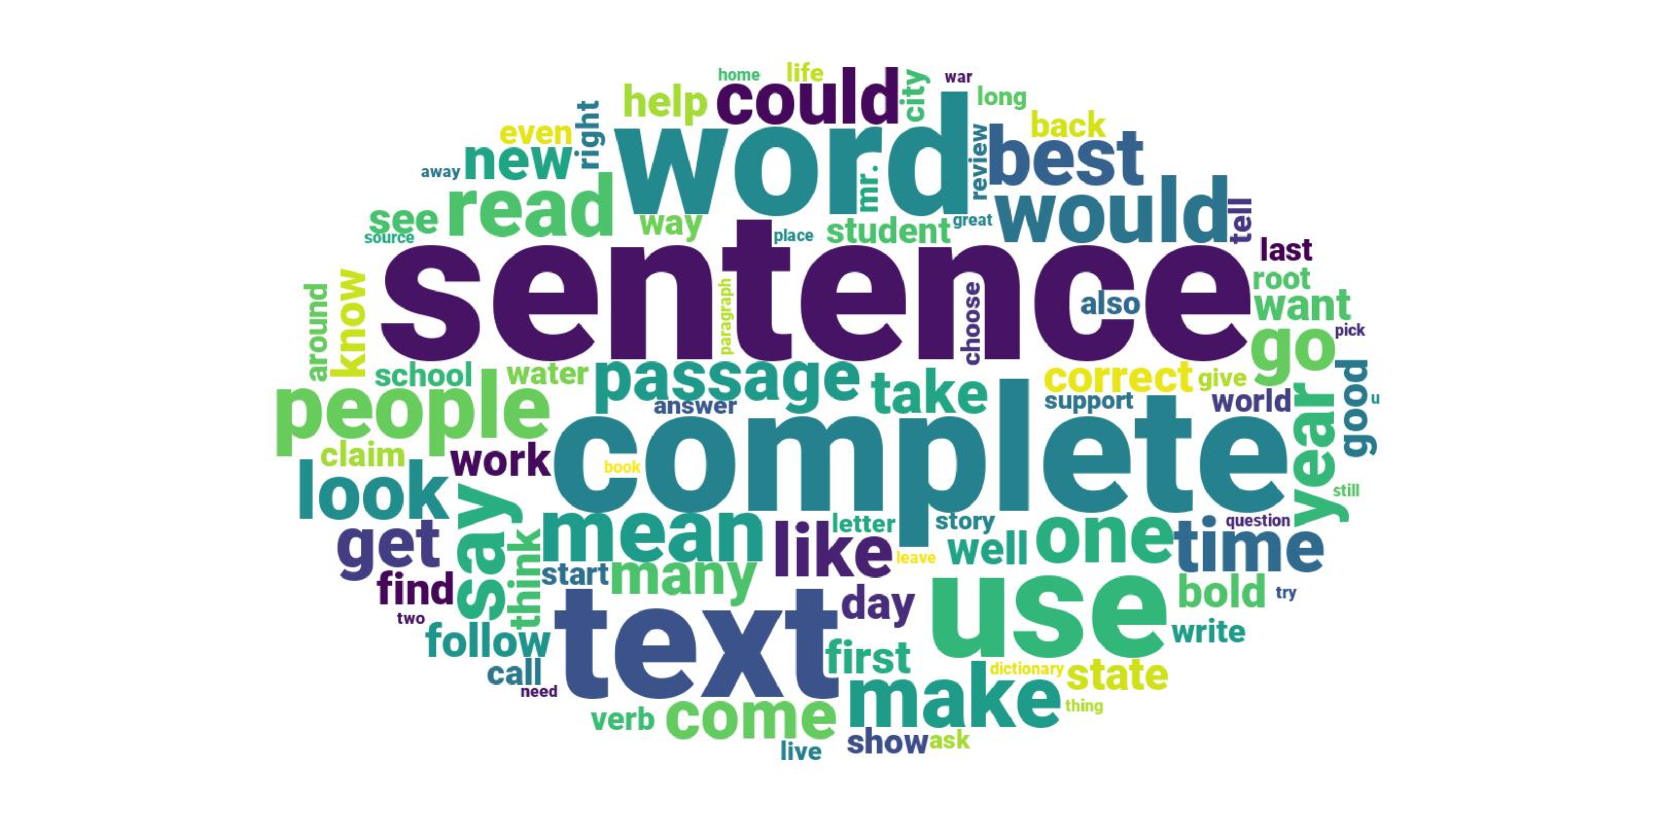 home life war
help could city long
even right word review back
away new mr. best
see read way student great would tell
source place last
sentence
around know paragraph choose also root want
pick
school water passage take correct give go
people answer support world year good u
claim work book complete
look still
say mean letter story one question time
get think like leave well
find start many day use bold try
two
follow text write
call first dictionary state
need make thing
verb come
live show ask